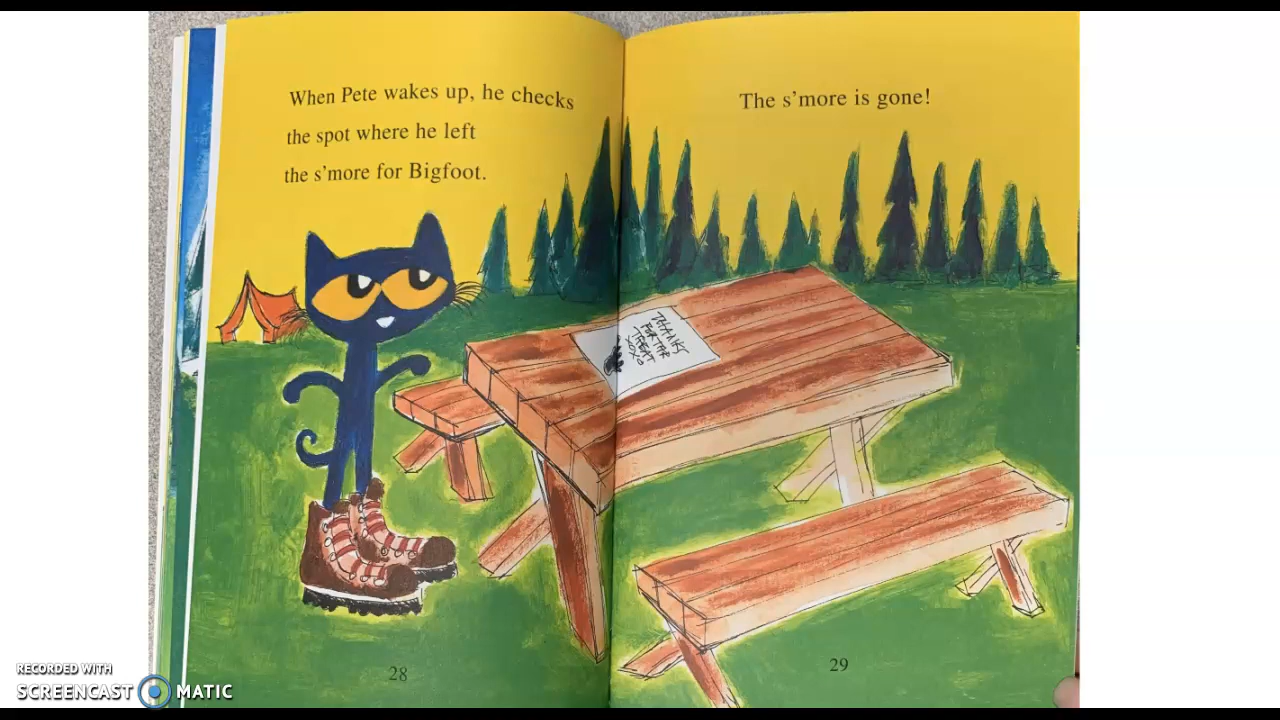 When Pete wakes up, he checks
the spot where he left
the s'more for Bigfoot.
The s'more is gone!
THANKS
FOR THE
TREAT
XOXO
28
29
RECORDED WITH
SCREENCAST MATIC